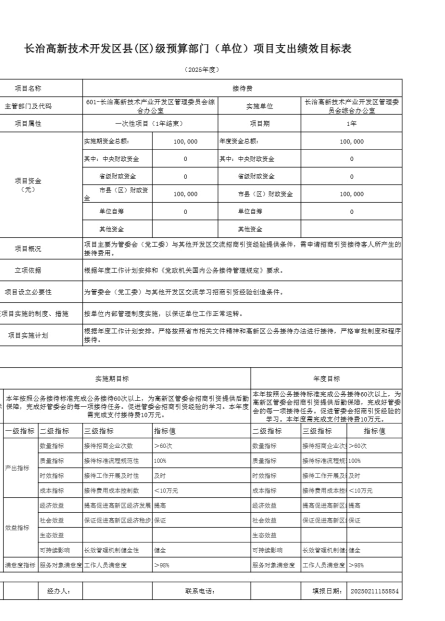 长治高新技术开发区县(区)级预算部门（单位）项目支出绩效目标表
（2025年度）
项目名称 接待费
主管部门及代码 601-长治高新技术产业开发区管理委员会综合办公室 实施单位 长治高新技术产业开发区管理委员会综合办公室
项目属性 一次性项目（1年结束） 项目期 1年
项目资金（元） 实施期资金总额： 100,000 年度资金总额： 100,000
其中：中央财政资金 0 其中：中央财政资金 0
省级财政资金 0 省级财政资金 0
市县（区）财政资金 100,000 市县（区）财政资金 100,000
单位自筹 0 单位自筹 0
其他资金 其他资金
项目概况 项目主要为管委会（党工委）与其他开发区交流招商引资经验提供条件，需申请招商引资接待客人所产生的接待费用。
立项依据 根据年度工作计划安排和《党政机关国内公务接待管理规定》要求。
项目设立必要性 为管委会（党工委）与其他开发区交流学习招商引资经验创造条件。
项目实施的制度、措施 按单位内部管理制度实施，以保证单位工作正常运转。
项目实施计划 根据年度工作计划安排，严格按照省市相关文件精神和高新区公务接待办法进行接待，严格审批制度和程序接待。
实施期目标 年度目标
本年按照公务接待标准完成公务接待60次以上，为高新区管委会招商引资提供后勤保障，完成好管委会的每一项接待任务，促进管委会招商引资经验的学习。本年度需完成支付接待费10万元。
本年按照公务接待标准完成公务接待60次以上，为高新区管委会招商引资提供后勤保障，完成好管委会的每一项接待任务，促进管委会招商引资经验的学习。本年度需完成支付接待费10万元。
一级指标 二级指标 三级指标 指标值 二级指标 三级指标 指标值
产出指标 数量指标 接待招商企业次数 ＞60次 数量指标 接待招商企业次 ＞60次
质量指标 接待标准流程规范性 100% 质量指标 接待标准流程规 100%
时效指标 接待工作开展及时性 及时 时效指标 接待工作开展及 及时
成本指标 接待费用成本控制数 ＜10万元 成本指标 接待费用成本控 ＜10万元
效益指标 经济效益 提高促进高新区经济发展 提高 经济效益 提高促进高新区 提高
社会效益 保证促进高新区经济稳步 保证 社会效益 保证促进高新区 保证
生态效益 生态效益
可持续影响 长效管理机制健全性 健全 可持续影响 长效管理机制健 健全
满意度指标 服务对象满意度 工作人员满意度 ＞98% 服务对象满意度 工作人员满意度 ＞98%
经办人： 联系电话： 填报日期： 20250211155854